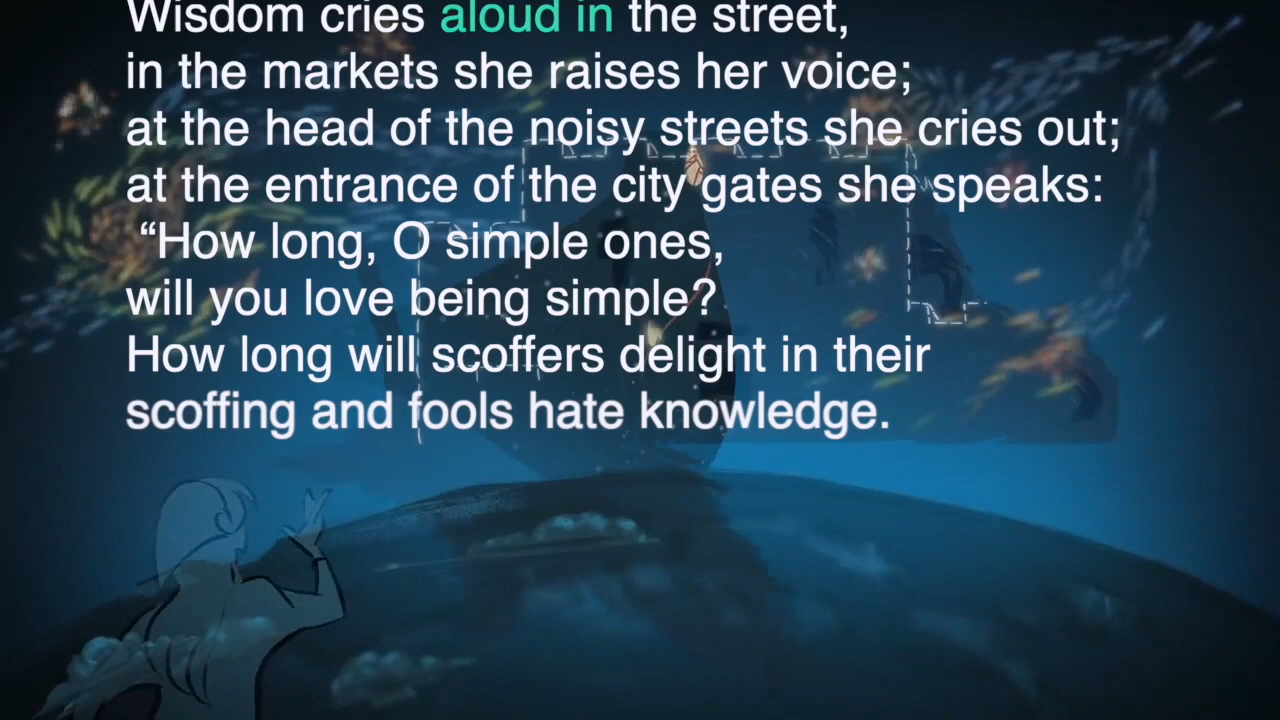 Wisdom cries aloud in the street,
in the markets she raises her voice;
at the head of the noisy streets she cries out;
at the entrance of the city gates she speaks:
“How long, O simple ones,
will you love being simple?
How long will scoffers delight in their
scoffing and fools hate knowledge.